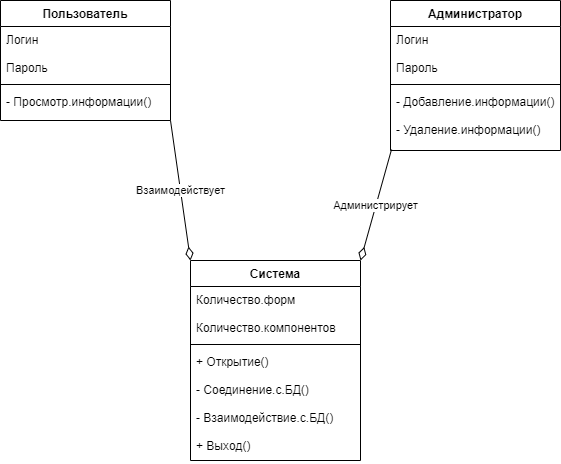 Пользователь
Логин
Пароль
- Просмотр.информации()
Администратор
Логин
Пароль
- Добавление.информации()
- Удаление.информации()
Взаимодействует
Администрирует
Система
Количество.форм
Количество.компонентов
+ Открытие()
- Соединение.с.БД()
- Взаимодействие.с.БД()
+ Выход()